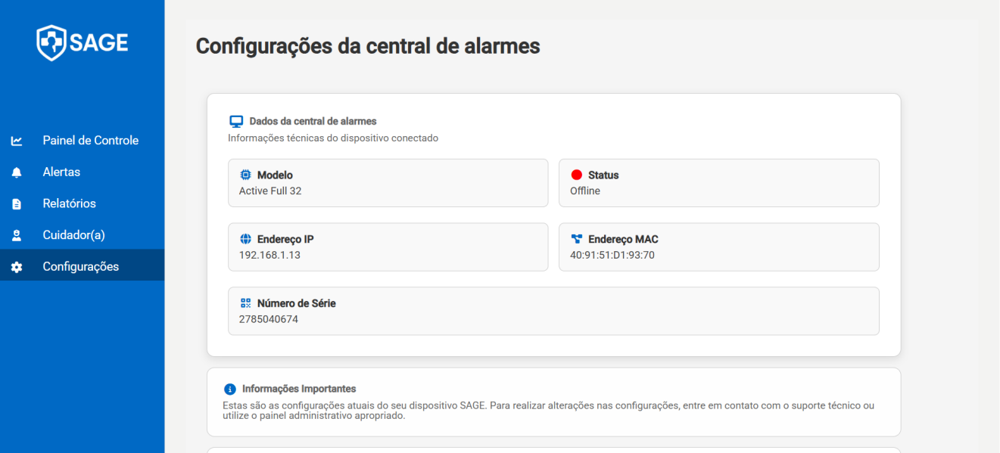 SAGE
Painel de Controle
Alertas
Relatórios
Cuidador(a)
Configurações
Configurações da central de alarmes
Dados da central de alarmes
Informações técnicas do dispositivo conectado
Modelo
Active Full 32
Status
Offline
Endereço IP
192.168.1.13
Endereço MAC
40:91:51:D1:93:70
Número de Série
2785040674
Informações Importantes
Estas são as configurações atuais do seu dispositivo SAGE. Para realizar alterações nas configurações, entre em contato com o suporte técnico ou
utilize o painel administrativo apropriado.